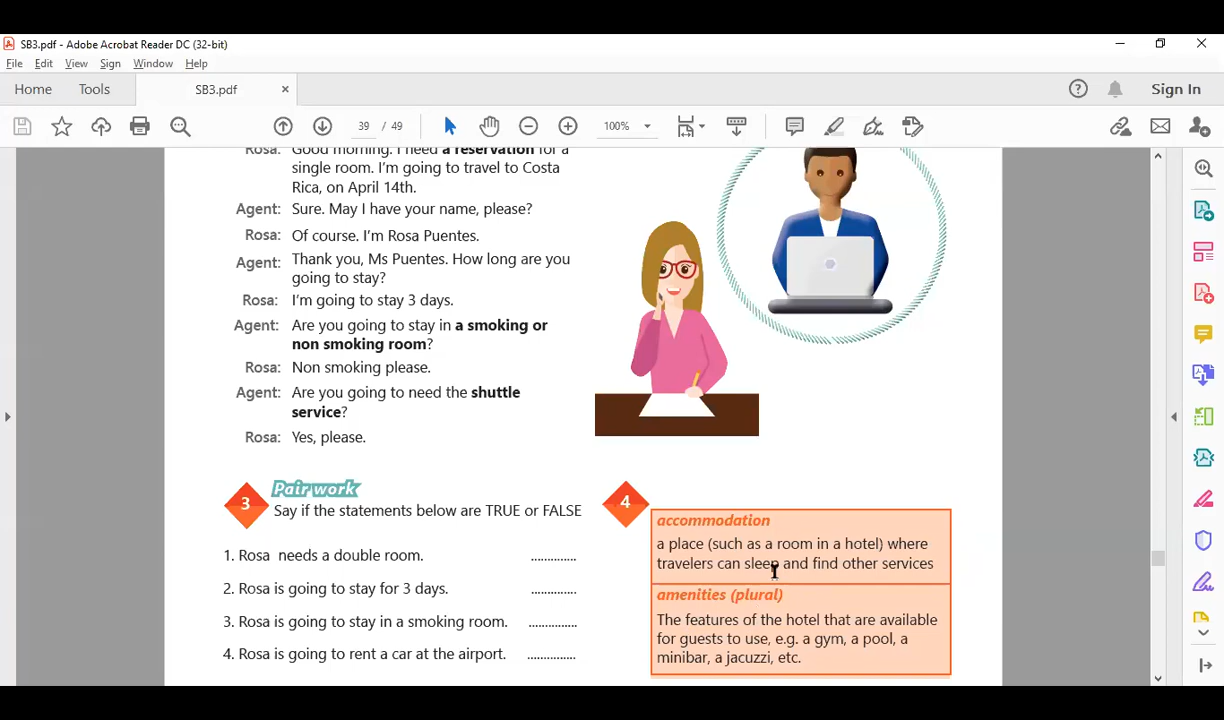 SB3.pdf - Adobe Acrobat Reader DC (32-bit)
File Edit View Sign Window Help
Home Tools SB3.pdf × Sign In
39 / 49 100%
Rosa: Good morning. I need a reservation for a
single room. I'm going to travel to Costa
Rica, on April 14th.
Agent: Sure. May I have your name, please?
Rosa: Of course. I'm Rosa Puentes.
Agent: Thank you, Ms Puentes. How long are you
going to stay?
Rosa: I'm going to stay 3 days.
Agent: Are you going to stay in a smoking or
non smoking room?
Rosa: Non smoking please.
Agent: Are you going to need the shuttle
service?
Rosa: Yes, please.
3 Pair work
Say if the statements below are TRUE or FALSE
1. Rosa needs a double room. ..............
2. Rosa is going to stay for 3 days. ..............
3. Rosa is going to stay in a smoking room. ...............
4. Rosa is going to rent a car at the airport. ...............
4
accommodation
a place (such as a room in a hotel) where
travelers can sleep and find other services
amenities (plural)
The features of the hotel that are available
for guests to use, e.g. a gym, a pool, a
minibar, a jacuzzi, etc.